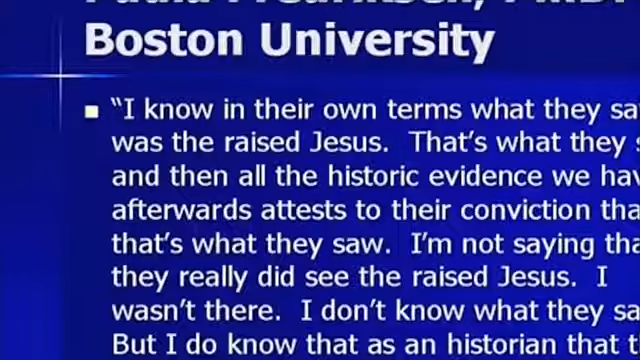 Boston University
"I know in their own terms what they
was the raised Jesus. That's what they
and then all the historic evidence we
afterwards attests to their conviction
that's what they saw. I'm not saying
they really did see the raised Jesus. I
wasn't there. I don't know what they
But I do know that as an historian that